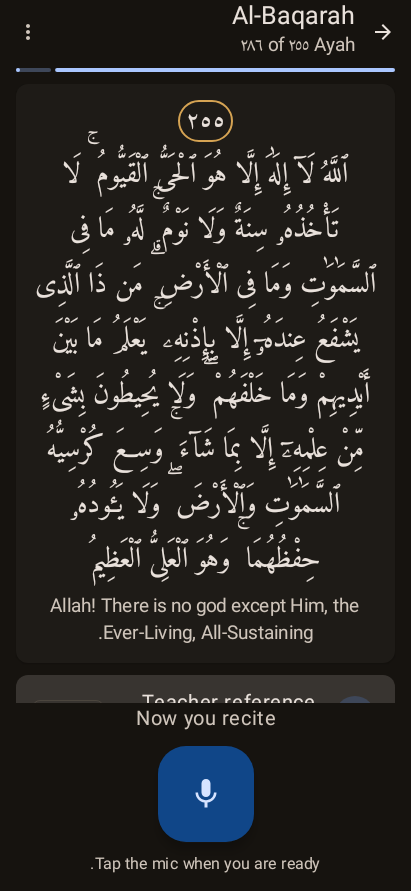 Al-Baqarah
Ayah ٢٥٥ of ٢٨٦
٢٥٥
ٱللَّهُ لَآ إِلَٰهَ إِلَّا هُوَ ٱلْحَىُّ ٱلْقَيُّومُ ۚ لَا
تَأْخُذُهُۥ سِنَةٌ وَلَا نَوْمٌ ۚ لَّهُۥ مَا فِى
ٱلسَّمَٰوَٰتِ وَمَا فِى ٱلْأَرْضِ ۗ مَن ذَا ٱلَّذِى
يَشْفَعُ عِندَهُۥٓ إِلَّا بِإِذْنِهِۦ ۚ يَعْلَمُ مَا بَيْنَ
أَيْدِيهِمْ وَمَا خَلْفَهُمْ ۖ وَلَا يُحِيطُونَ بِشَىْءٍ
مِّنْ عِلْمِهِۦٓ إِلَّا بِمَا شَآءَ ۚ وَسِعَ كُرْسِيُّهُ
ٱلسَّمَٰوَٰتِ وَٱلْأَرْضَ ۖ وَلَا يَـُٔودُهُۥ
حِفْظُهُمَا ۚ وَهُوَ ٱلْعَلِىُّ ٱلْعَظِيمُ
Allah! There is no god except Him, the
Ever-Living, All-Sustaining.
Teacher reference
Now you recite
Tap the mic when you are ready.